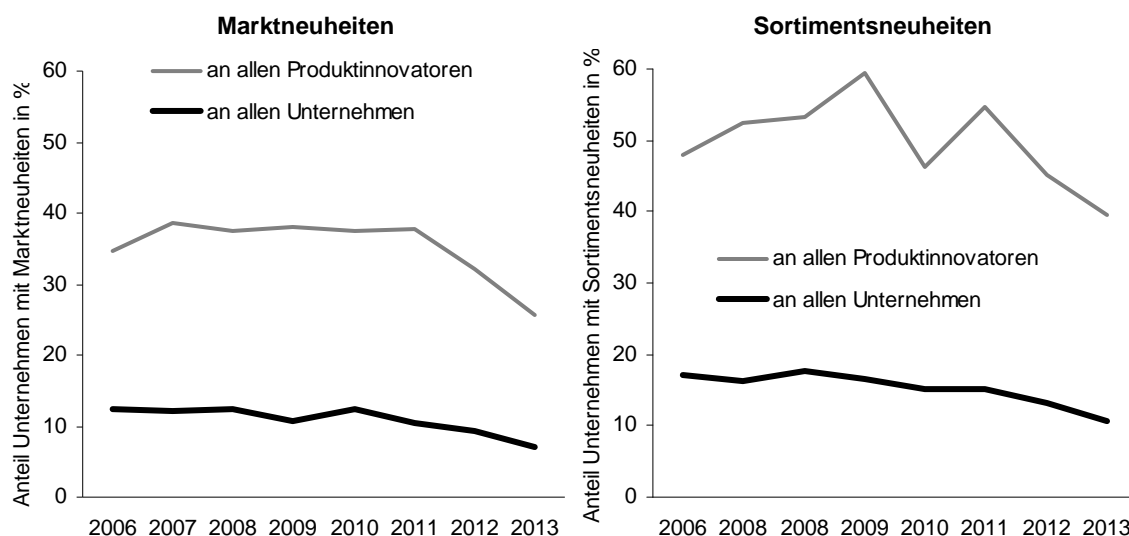 Marktneuheiten
Anteil Unternehmen mit Marktneuheiten in %
60
50
40
30
20
10
0
an allen Produktinnovatoren
an allen Unternehmen
2006 2007 2008 2009 2010 2011 2012 2013
Sortimentsneuheiten
Anteil Unternehmen mit Sortimentsneuheiten in %
60
50
40
30
20
10
0
an allen Produktinnovatoren
an allen Unternehmen
2006 2008 2008 2009 2010 2011 2012 2013